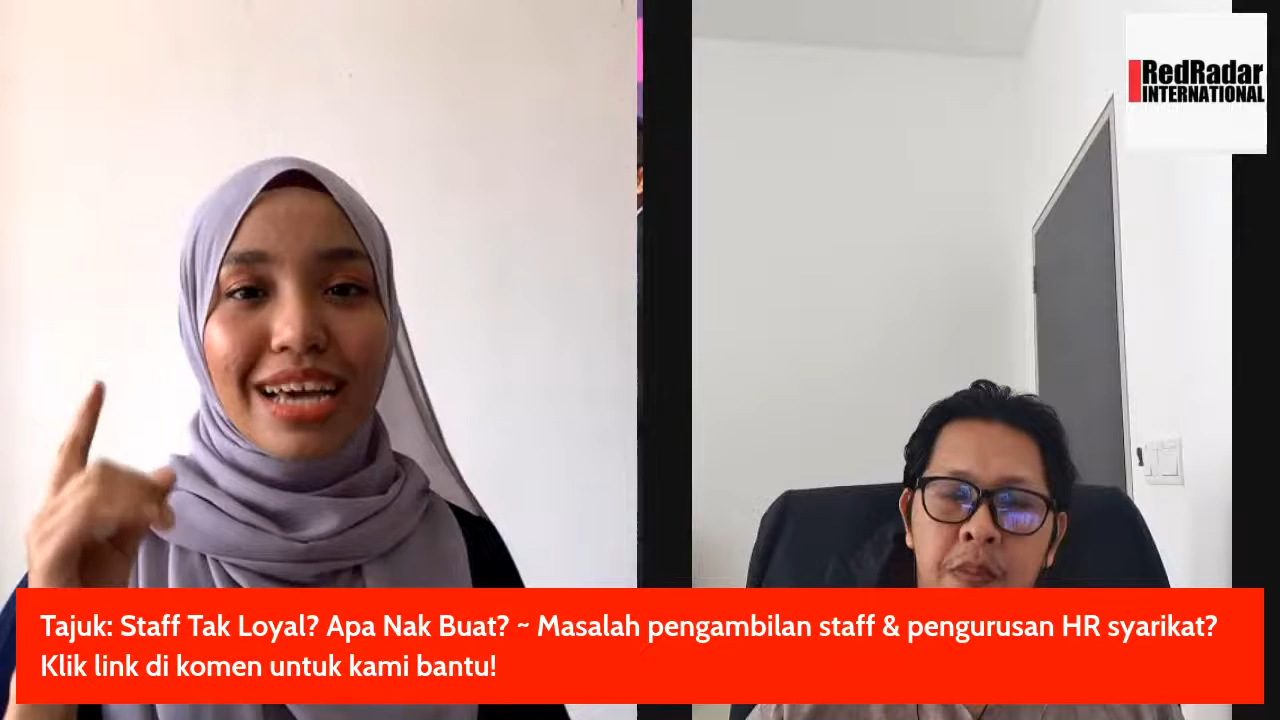 RedRadar
INTERNATIONAL
Tajuk: Staff Tak Loyal? Apa Nak Buat? ~ Masalah pengambilan staff & pengurusan HR syarikat?
Klik link di komen untuk kami bantu!